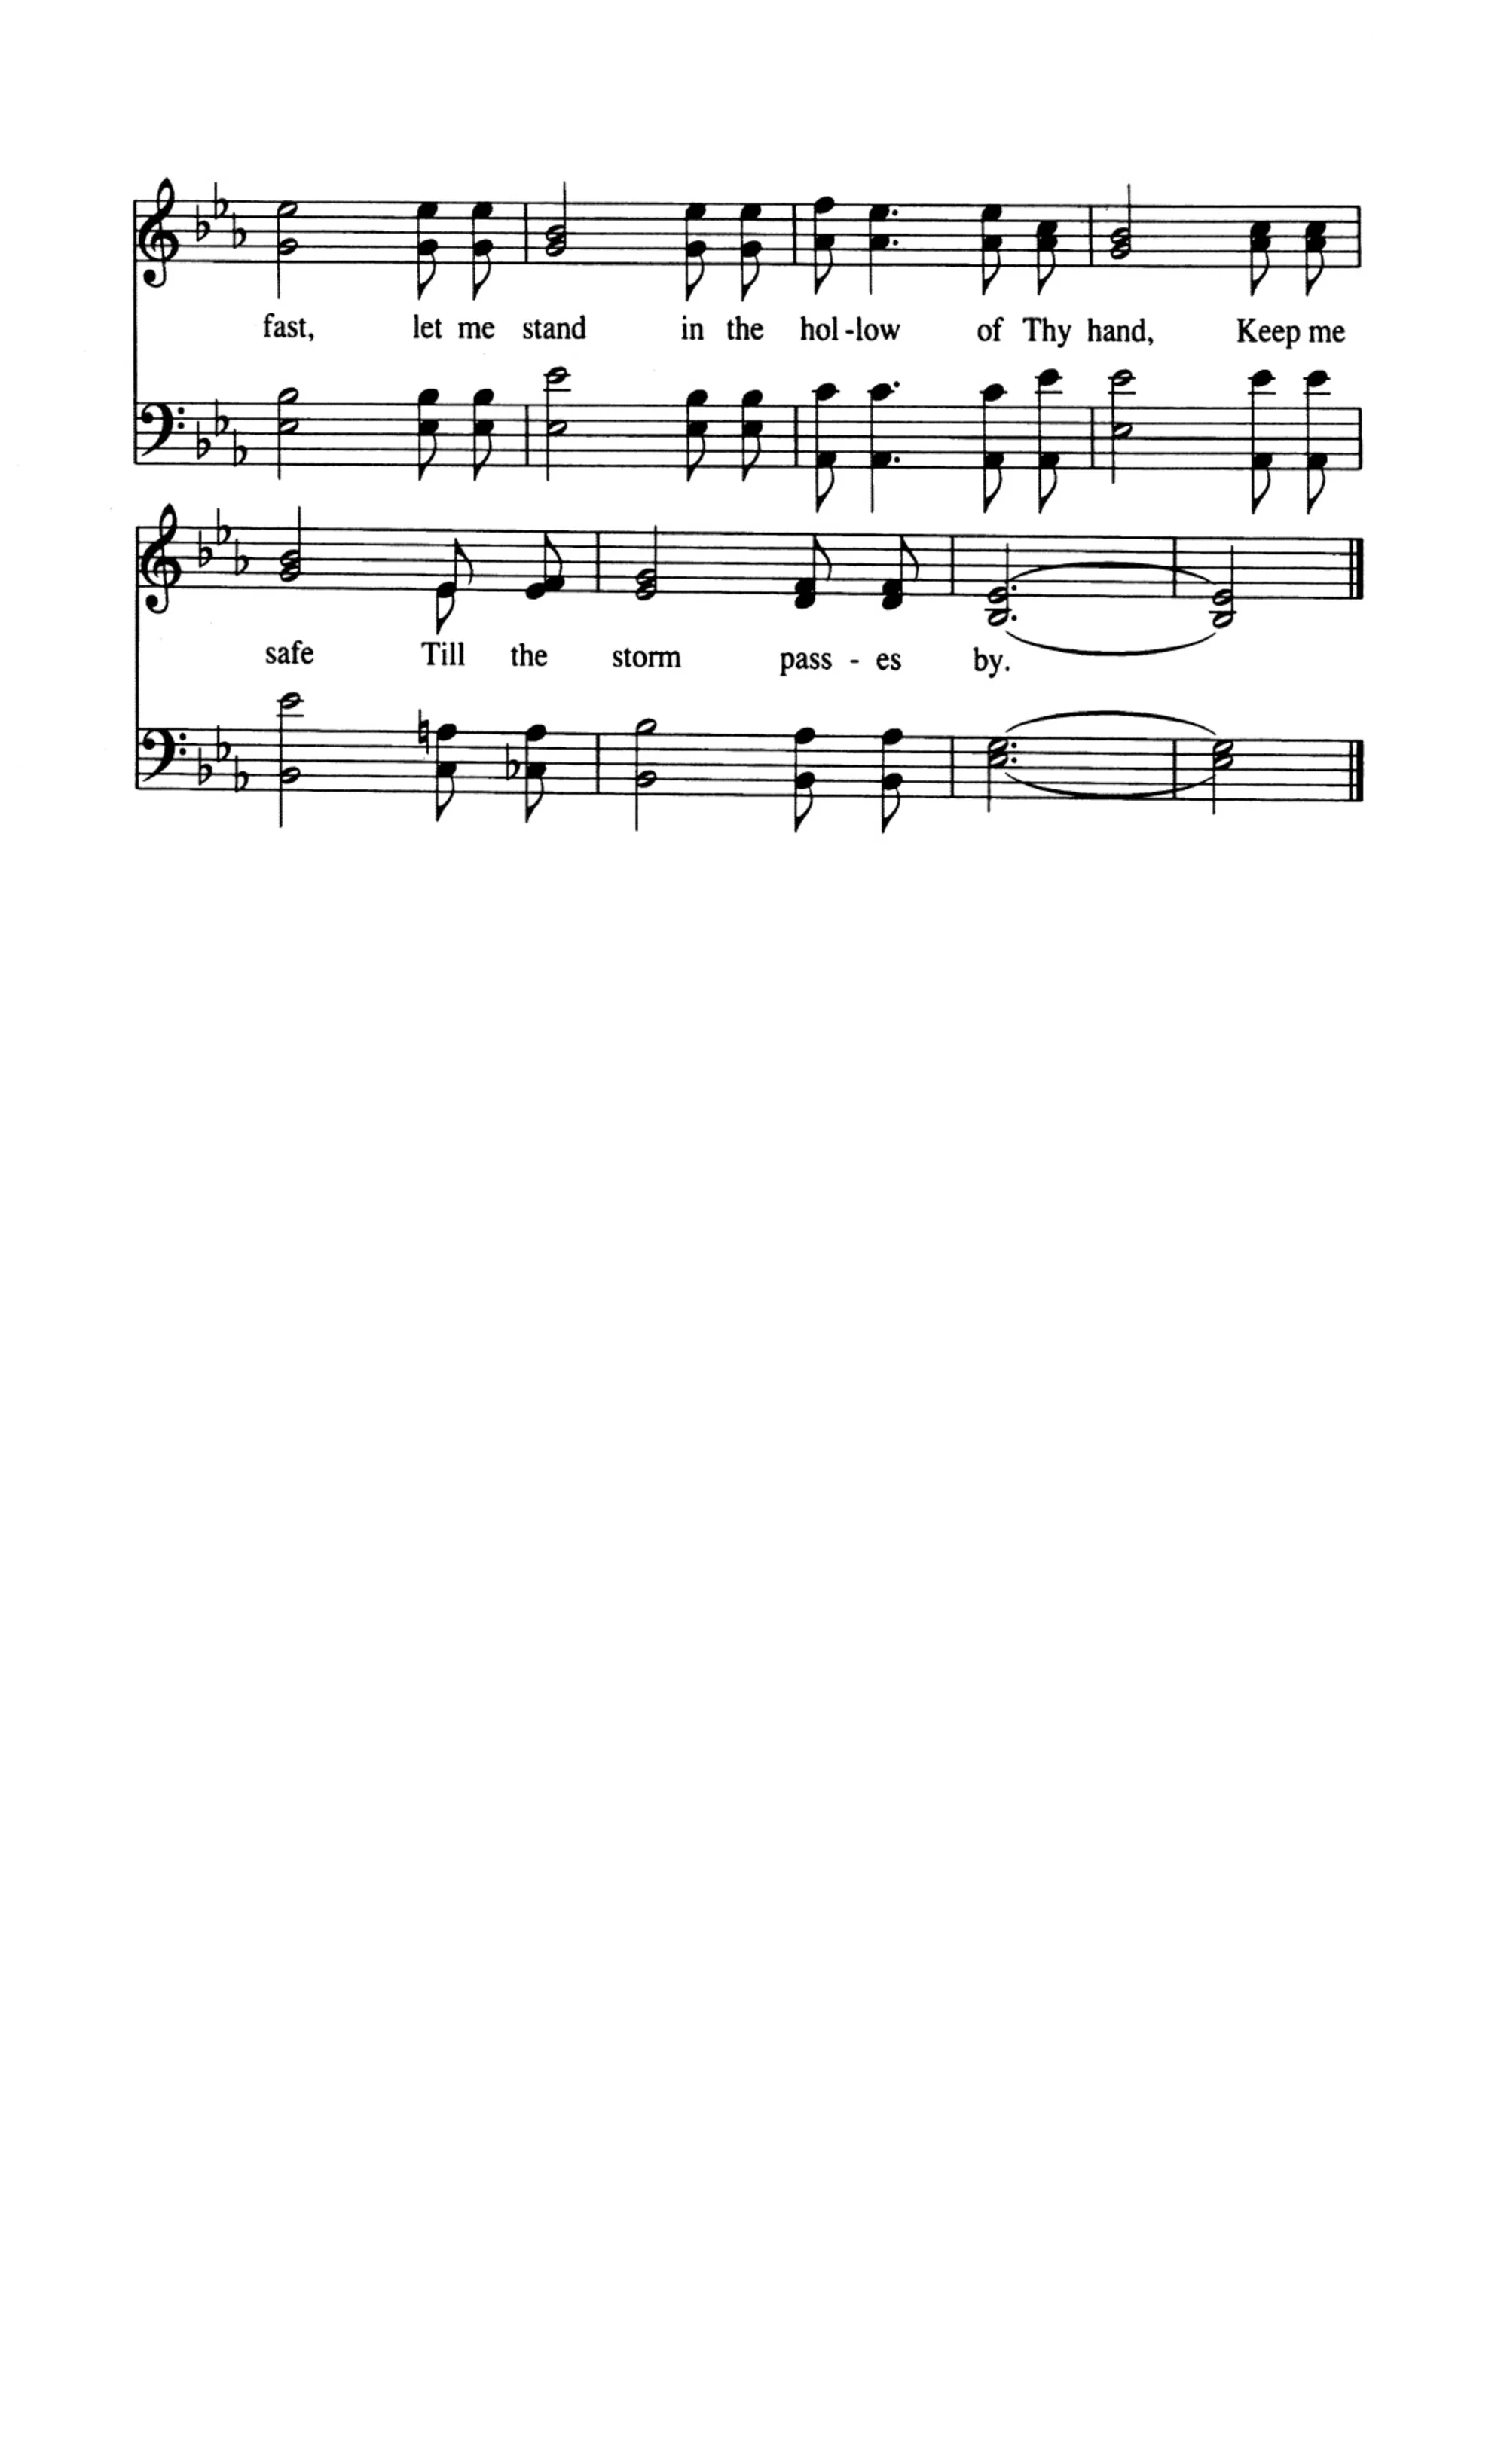 fast, let me stand in the hol - low of Thy hand, Keep me
safe Till the storm pass - es by.